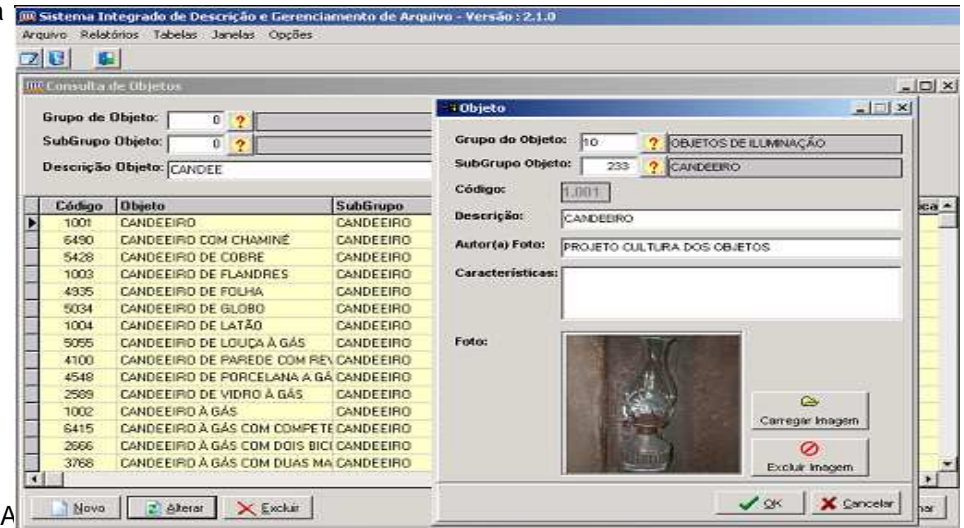 Sistema Integrado de Descrição e Gerenciamento de Arquivo - Versão : 2.1.0
Arquivo Relatórios Tabelas Janelas Opções
Consulta de Objetos
Grupo de Objeto: 0 ?
SubGrupo Objeto: 0 ?
Descrição Objeto: CANDEE
Código Objeto SubGrupo
1001 CANDEEIRO CANDEEIRO
6490 CANDEEIRO COM CHAMINÉ CANDEEIRO
5428 CANDEEIRO DE COBRE CANDEEIRO
1003 CANDEEIRO DE FLANDRES CANDEEIRO
4935 CANDEEIRO DE FOLHA CANDEEIRO
5034 CANDEEIRO DE GLOBO CANDEEIRO
1004 CANDEEIRO DE LATÃO CANDEEIRO
5055 CANDEEIRO DE LOUÇA À GÁS CANDEEIRO
4100 CANDEEIRO DE PAREDE COM REV CANDEEIRO
4548 CANDEEIRO DE PORCELANA A GÁ CANDEEIRO
2589 CANDEEIRO DE VIDRO À GÁS CANDEEIRO
1002 CANDEEIRO À GÁS CANDEEIRO
6415 CANDEEIRO À GÁS COM COMPETE CANDEEIRO
2666 CANDEEIRO À GÁS COM DOIS BICI CANDEEIRO
3768 CANDEEIRO À GÁS COM DUAS MA CANDEEIRO
Novo Alterar Excluir
Objeto
Grupo do Objeto: 10 ? OBJETOS DE ILUMINAÇÃO
SubGrupo Objeto: 233 ? CANDEEIRO
Código: 1.001
Descrição: CANDEEIRO
Autor(a) Foto: PROJETO CULTURA DOS OBJETOS
Características:
Foto:
Carregar Imagem
Excluir Imagem
OK Cancelar
A